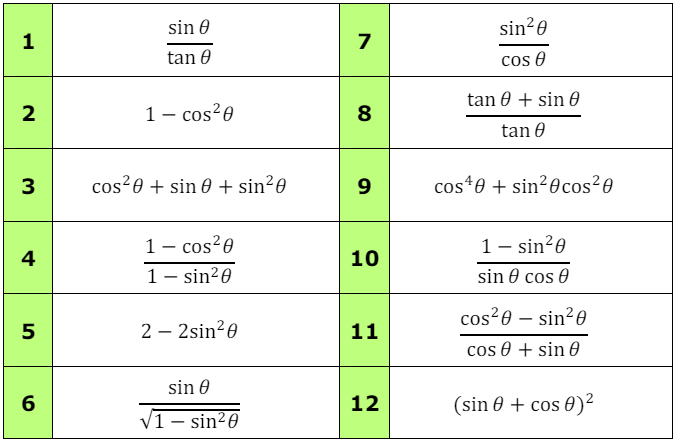 1 sin θ / tan θ 7 sin²θ / cos θ
2 1 − cos²θ 8 tan θ + sin θ / tan θ
3 cos²θ + sin θ + sin²θ 9 cos⁴θ + sin²θcos²θ
4 1 − cos²θ / 1 − sin²θ 10 1 − sin²θ / sin θ cos θ
5 2 − 2sin²θ 11 cos²θ − sin²θ / cos θ + sin θ
6 sin θ / √1 − sin²θ 12 (sin θ + cos θ)²